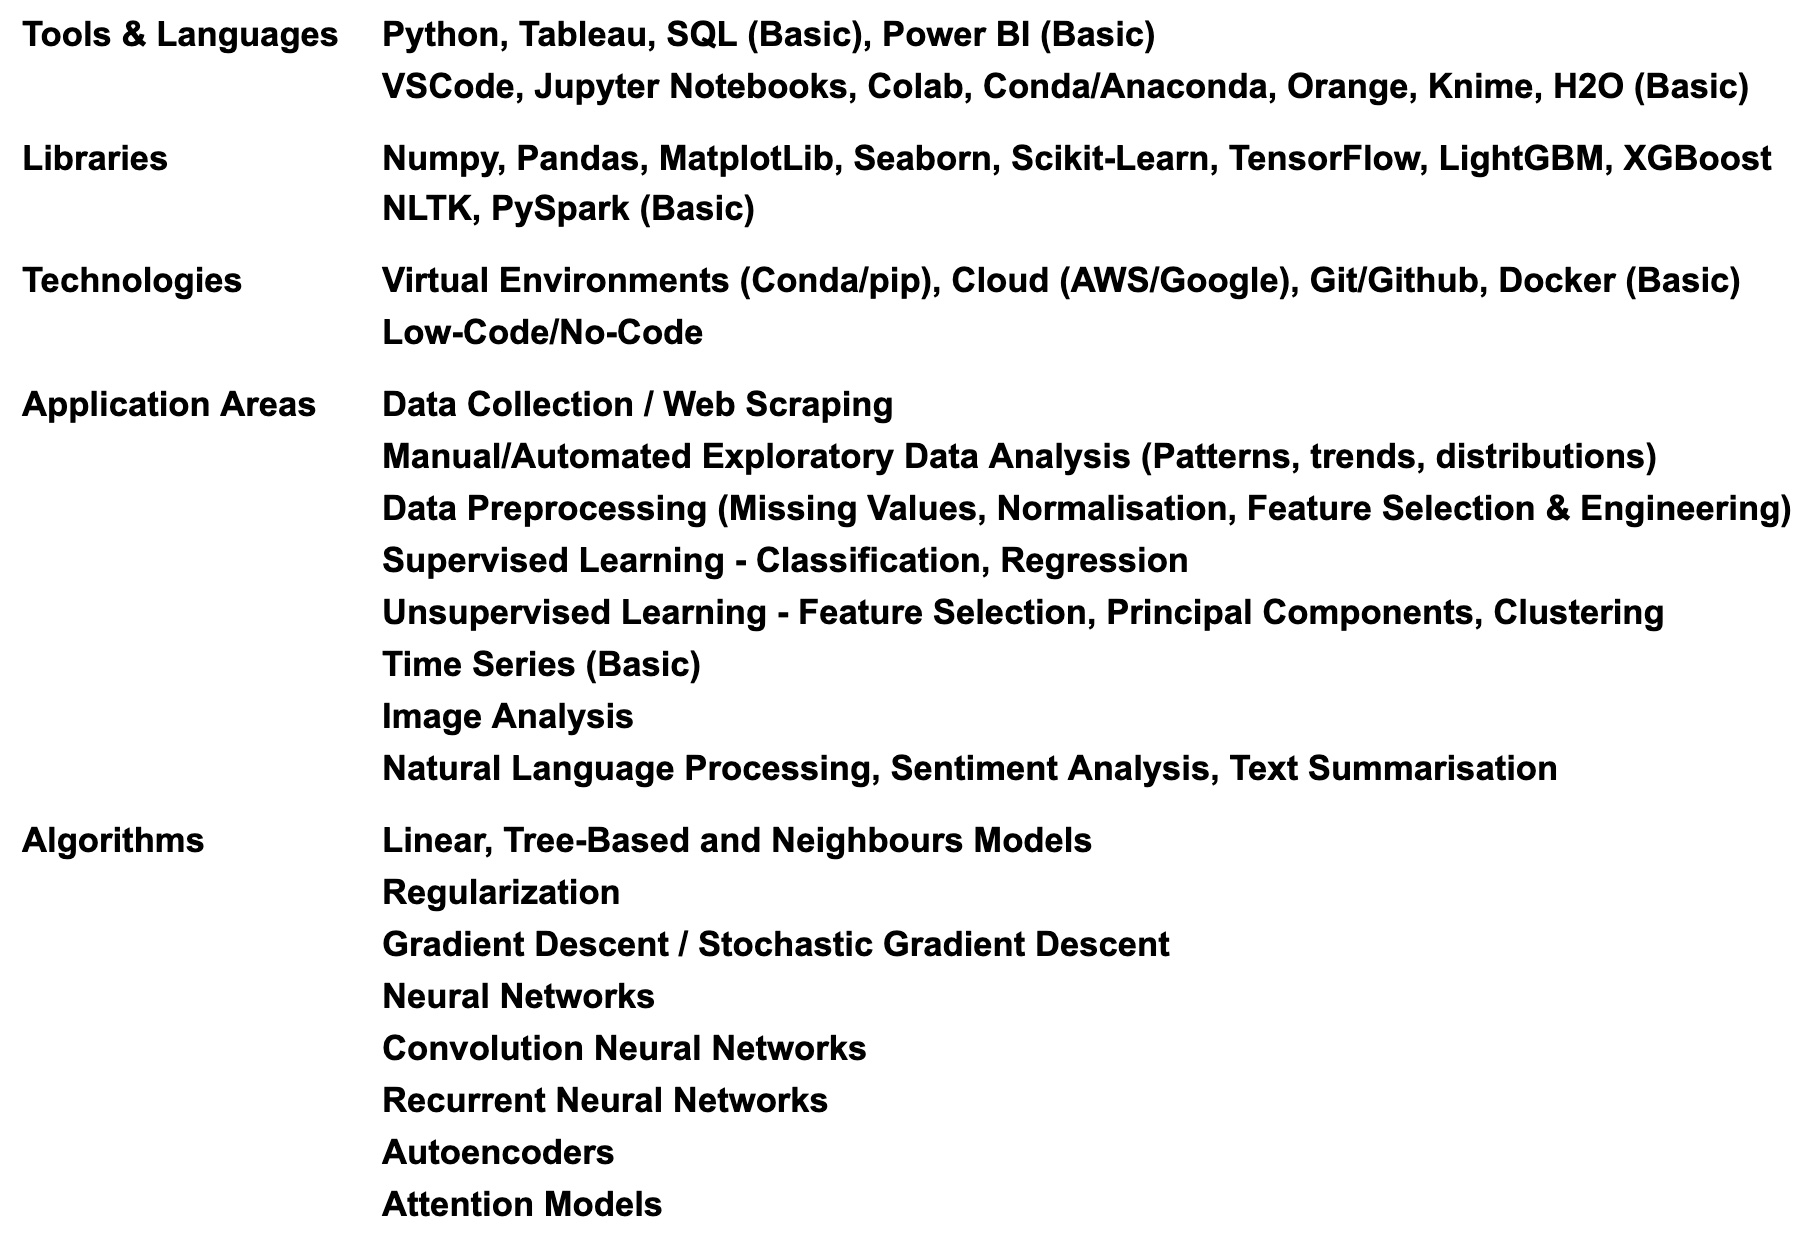 Tools & Languages Python, Tableau, SQL (Basic), Power BI (Basic)
VSCode, Jupyter Notebooks, Colab, Conda/Anaconda, Orange, Knime, H2O (Basic)
Libraries Numpy, Pandas, MatplotLib, Seaborn, Scikit-Learn, TensorFlow, LightGBM, XGBoost
NLTK, PySpark (Basic)
Technologies Virtual Environments (Conda/pip), Cloud (AWS/Google), Git/Github, Docker (Basic)
Low-Code/No-Code
Application Areas Data Collection / Web Scraping
Manual/Automated Exploratory Data Analysis (Patterns, trends, distributions)
Data Preprocessing (Missing Values, Normalisation, Feature Selection & Engineering)
Supervised Learning - Classification, Regression
Unsupervised Learning - Feature Selection, Principal Components, Clustering
Time Series (Basic)
Image Analysis
Natural Language Processing, Sentiment Analysis, Text Summarisation
Algorithms Linear, Tree-Based and Neighbours Models
Regularization
Gradient Descent / Stochastic Gradient Descent
Neural Networks
Convolution Neural Networks
Recurrent Neural Networks
Autoencoders
Attention Models